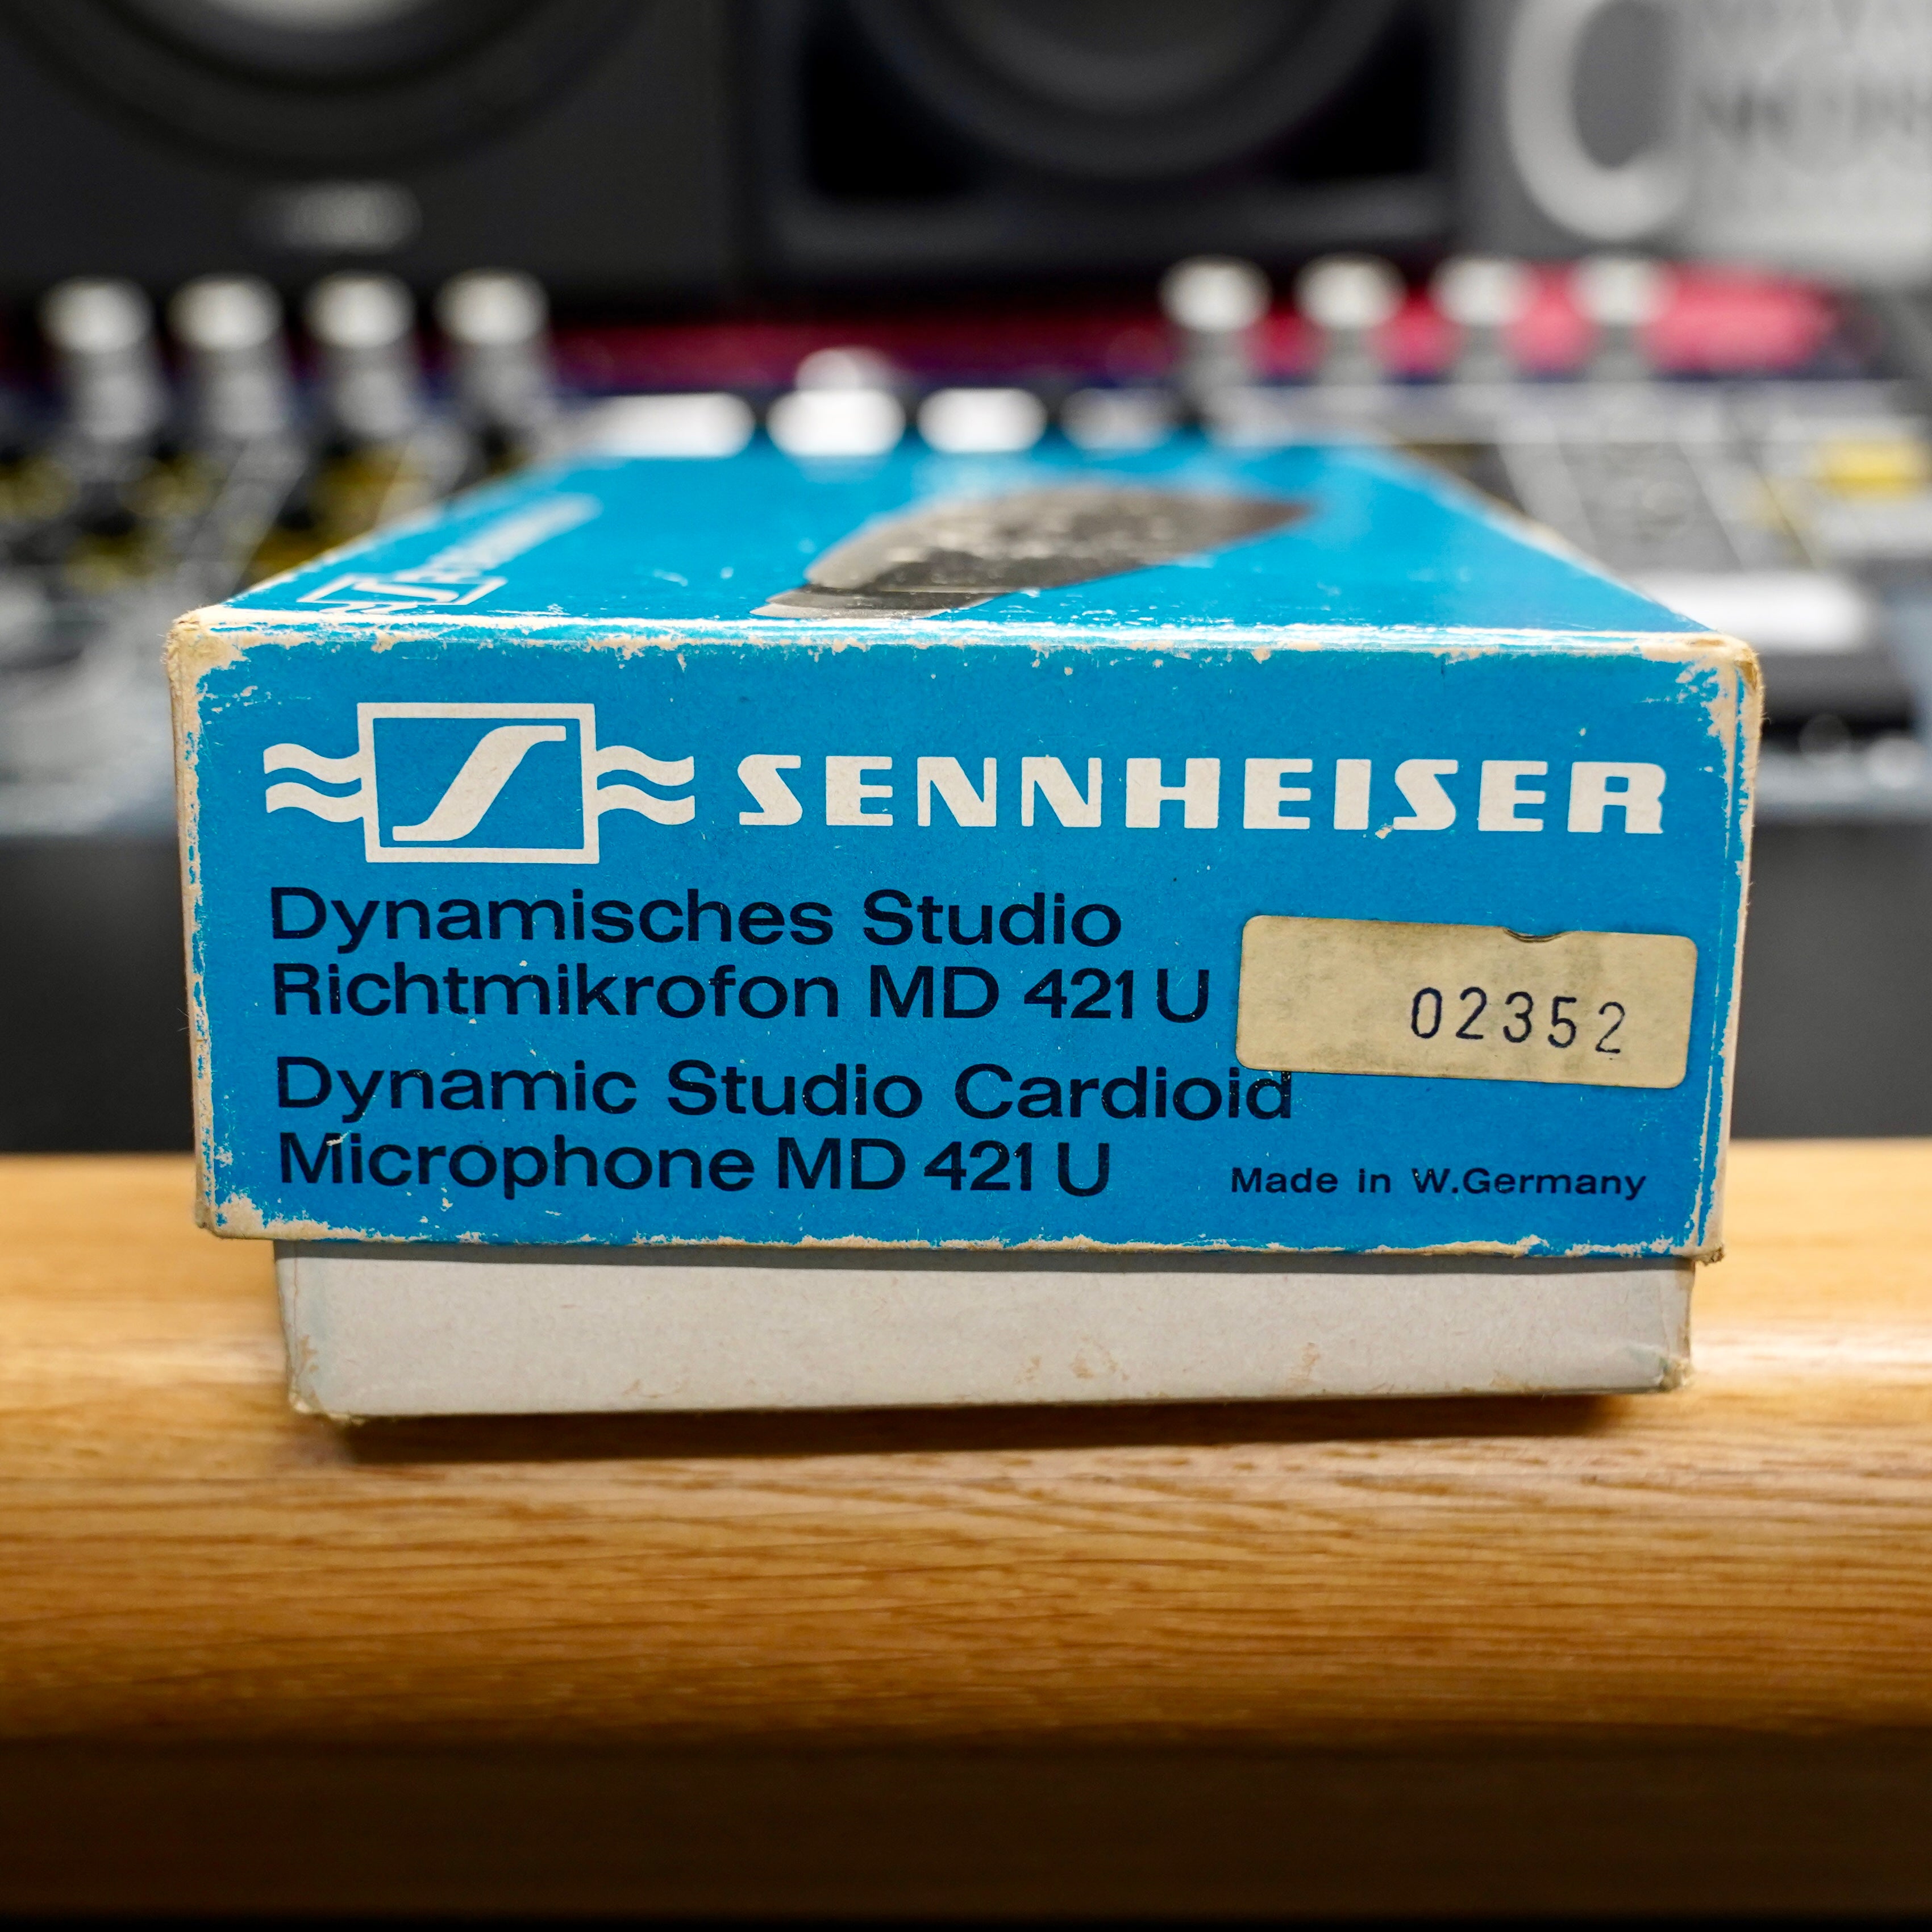 SENNHEISER
Dynamisches Studio
Richtmikrofon MD 421 U
02352
Dynamic Studio Cardioid
Microphone MD 421 U
Made in W.Germany